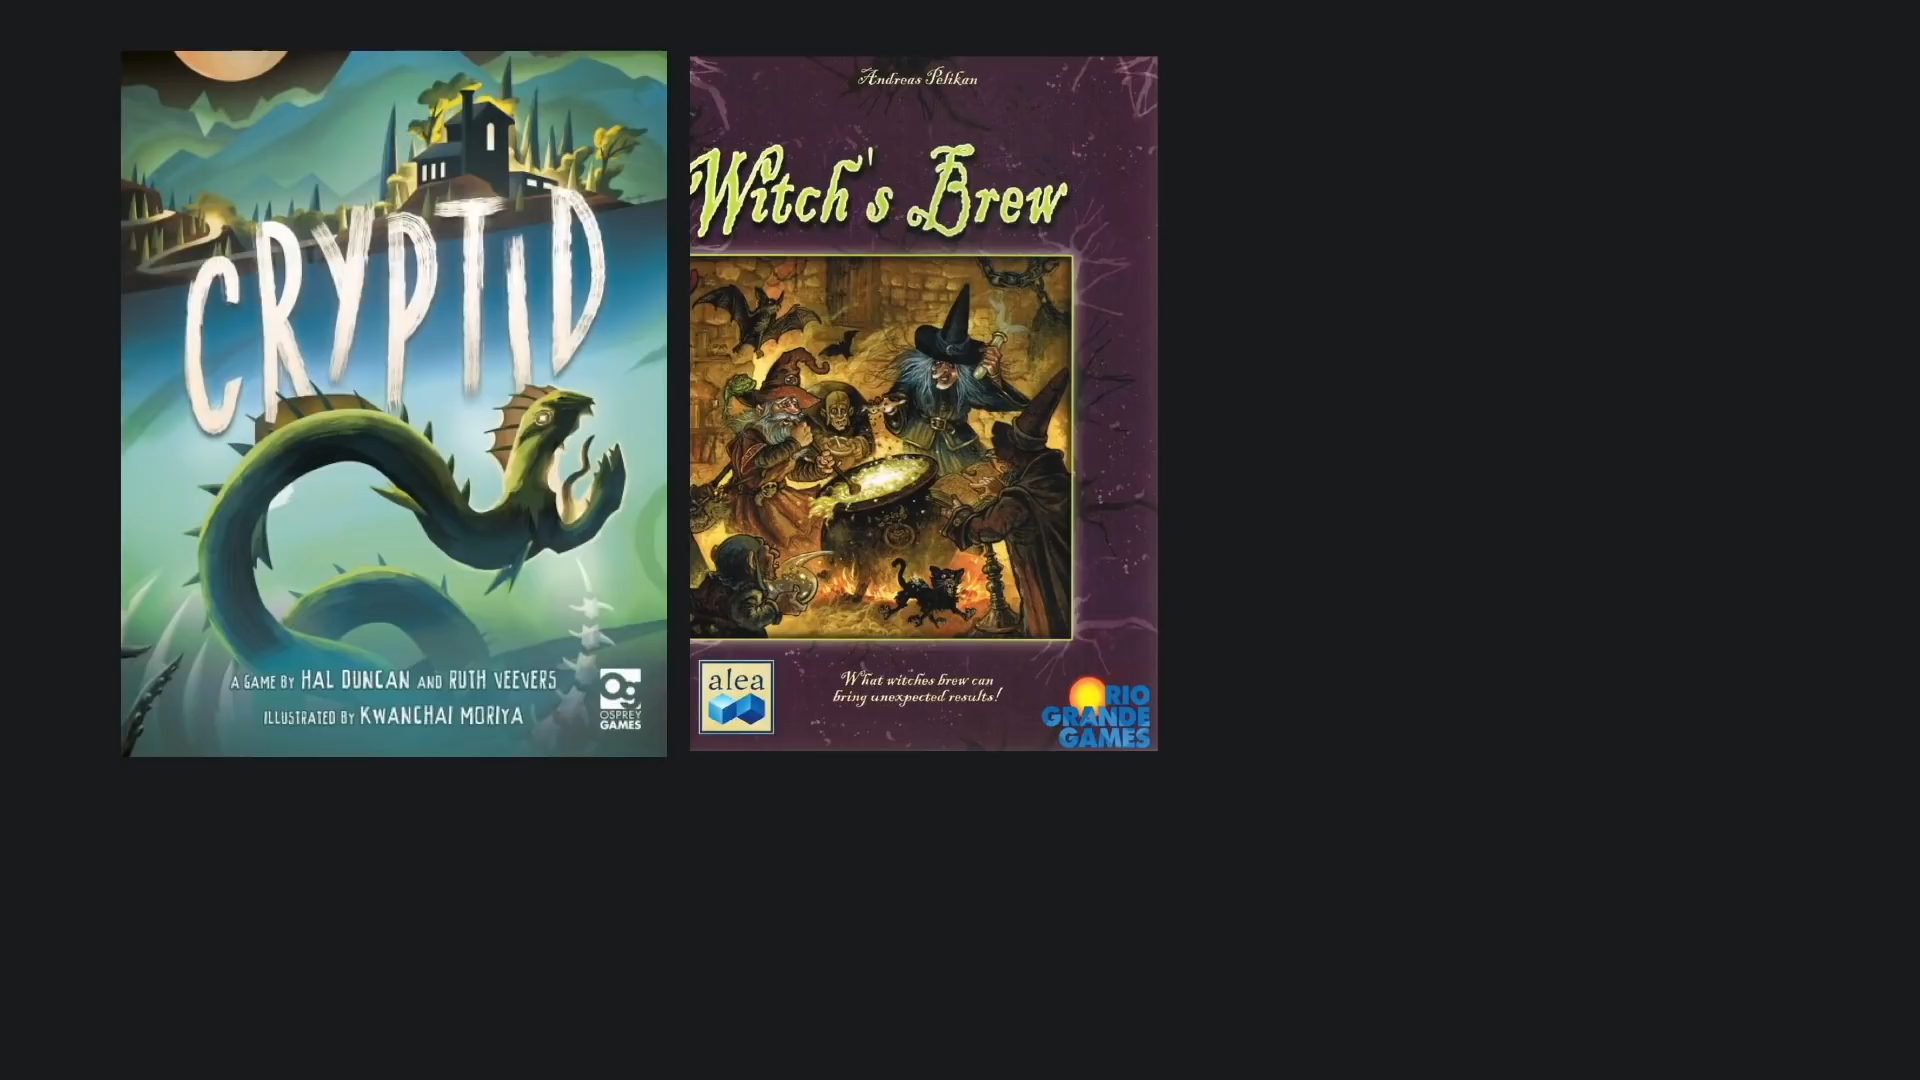 CRYPTID
A GAME BY HAL DUNCAN AND RUTH VEEVERS
ILLUSTRATED BY KWANCHAI MORIYA
Og
OSPREY
GAMES
Andreas Pelikan
Witch's Brew
alea
What witches brew can
bring unexpected results!
RIO
GRANDE
GAMES